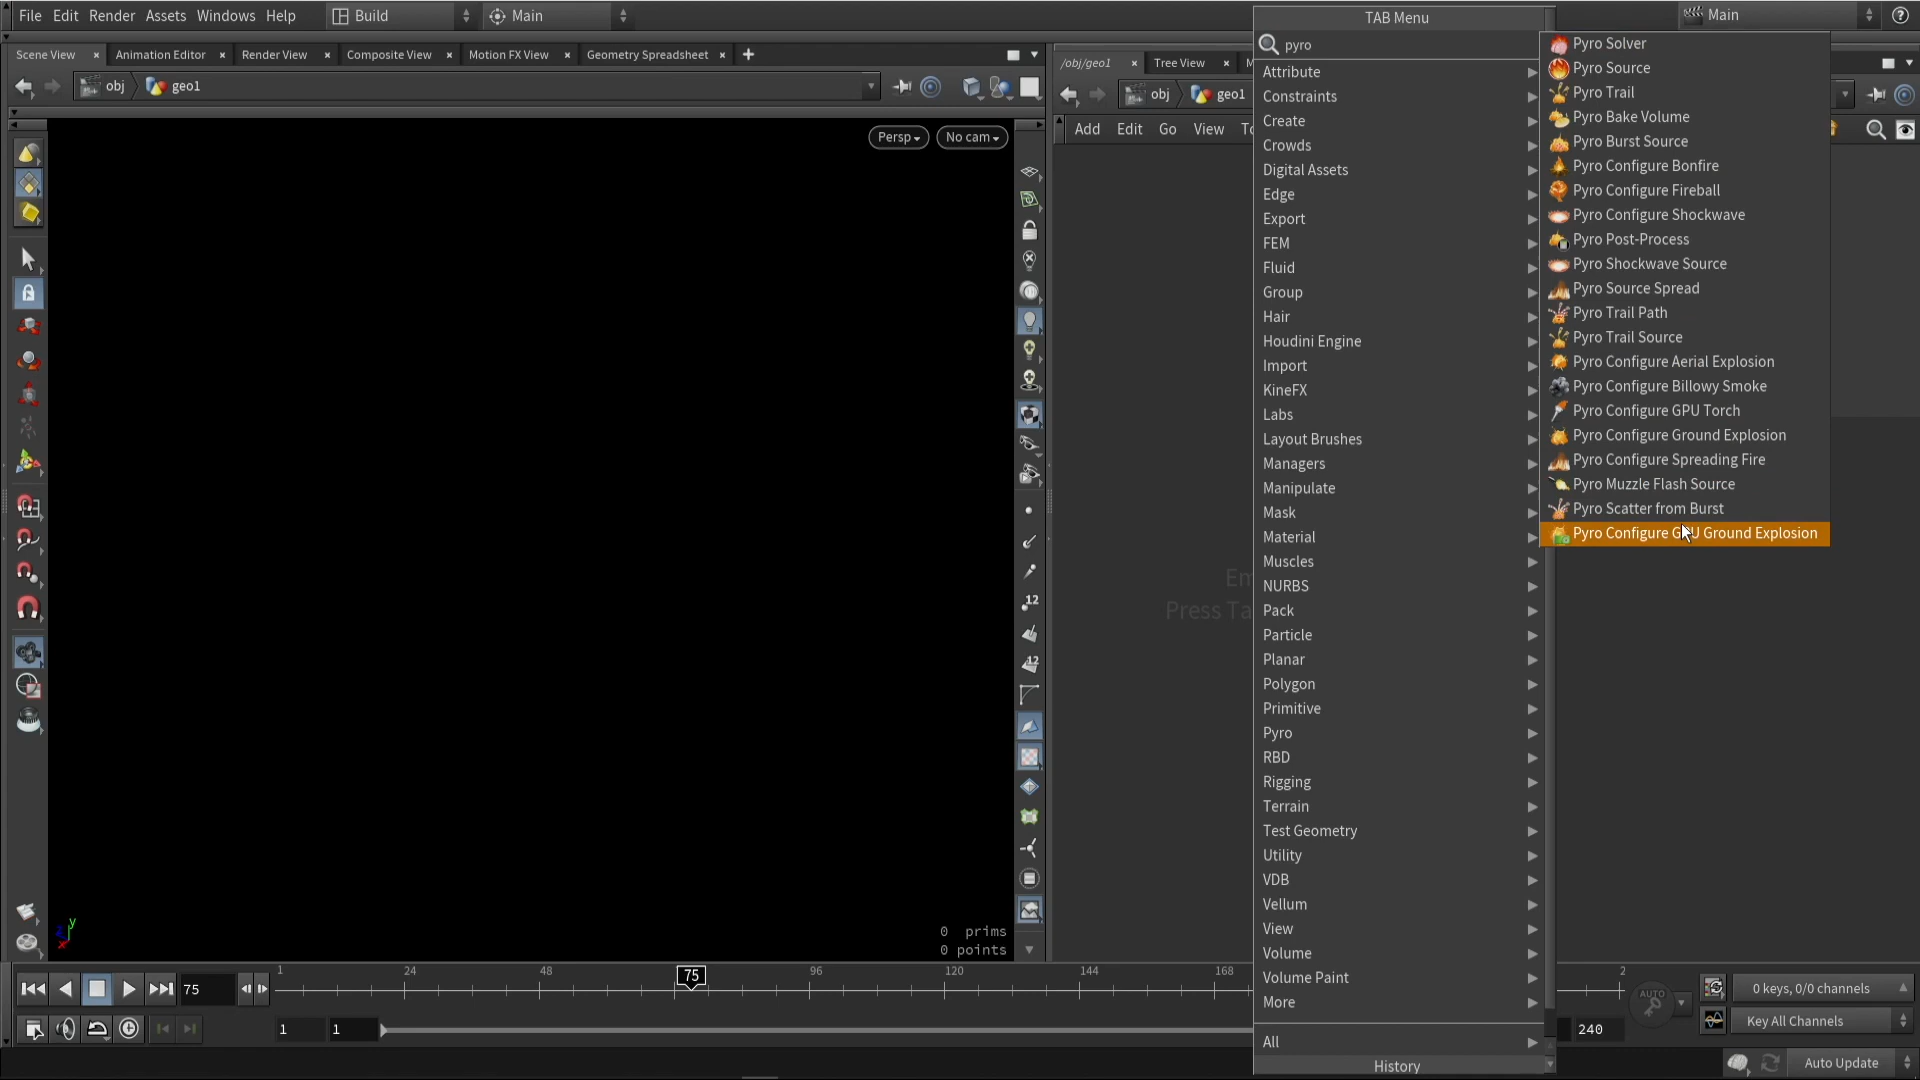 File Edit Render Assets Windows Help Build Main
Main
TAB Menu
pyro
Scene View Animation Editor Render View Composite View Motion FX View Geometry Spreadsheet
/obj/geo1 Tree View
obj geo1
obj geo1
Add Edit Go View
Persp No cam
Attribute
Constraints
Create
Crowds
Digital Assets
Edge
Export
FEM
Fluid
Group
Hair
Houdini Engine
Import
KineFX
Labs
Layout Brushes
Managers
Manipulate
Mask
Material
Muscles
NURBS
Pack
Particle
Planar
Polygon
Primitive
Pyro
RBD
Rigging
Terrain
Test Geometry
Utility
VDB
Vellum
View
Volume
Volume Paint
More
All
History
Pyro Solver
Pyro Source
Pyro Trail
Pyro Bake Volume
Pyro Burst Source
Pyro Configure Bonfire
Pyro Configure Fireball
Pyro Configure Shockwave
Pyro Post-Process
Pyro Shockwave Source
Pyro Source Spread
Pyro Trail Path
Pyro Trail Source
Pyro Configure Aerial Explosion
Pyro Configure Billowy Smoke
Pyro Configure GPU Torch
Pyro Configure Ground Explosion
Pyro Configure Spreading Fire
Pyro Muzzle Flash Source
Pyro Scatter from Burst
Pyro Configure GPU Ground Explosion
Press
12
12
y
z
x
0 prims
0 points
75
1 24 48 75 96 120 144 168 2
AUTO
0 keys, 0/0 channels
1 1 240
Key All Channels
Auto Update